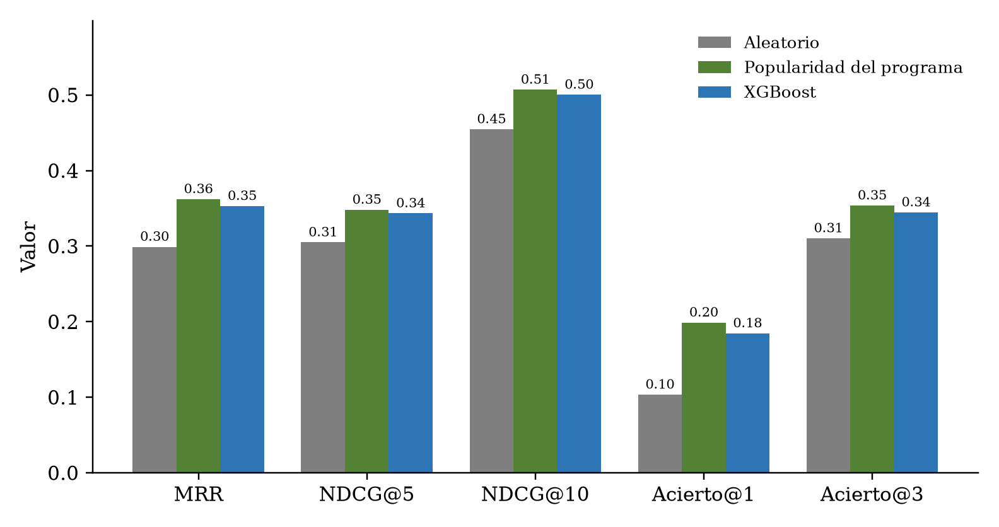 Aleatorio
Popularidad del programa
XGBoost
Valor
0.5
0.4
0.3
0.2
0.1
0.0
0.30
0.36
0.35
0.31
0.35
0.34
0.45
0.51
0.50
0.10
0.20
0.18
0.31
0.35
0.34
MRR
NDCG@5
NDCG@10
Acierto@1
Acierto@3